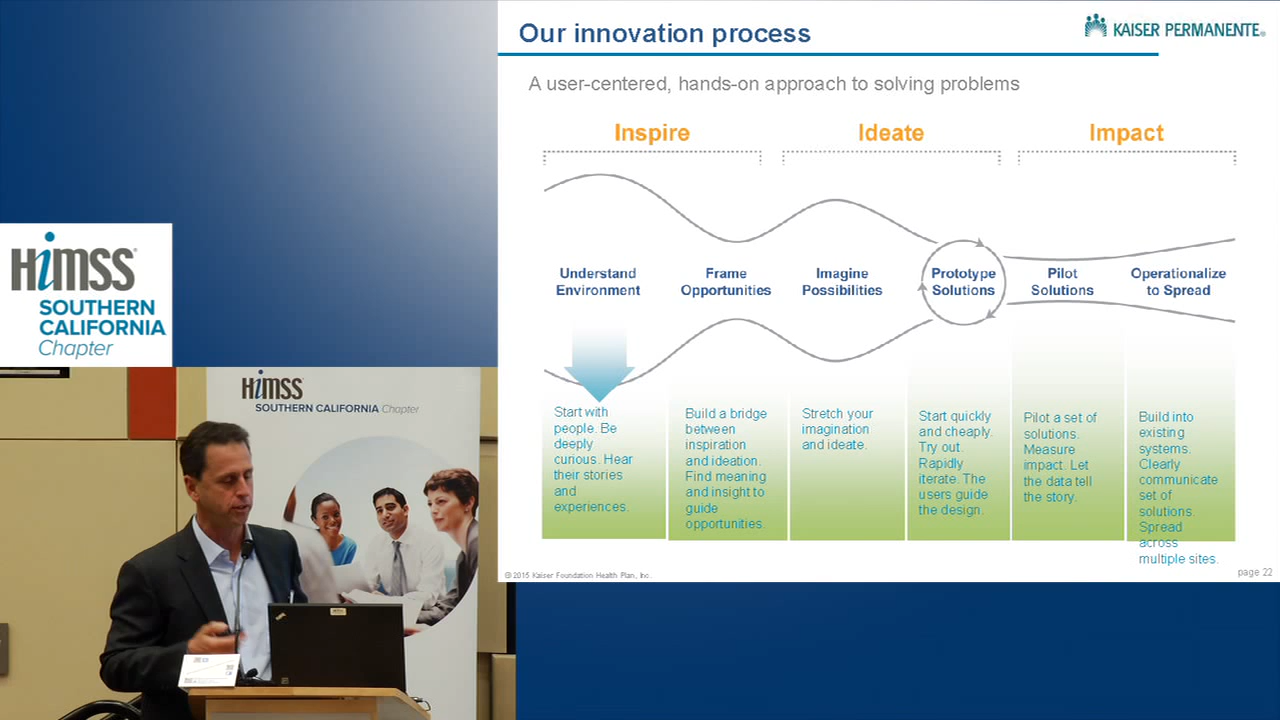 Our innovation process
KAISER PERMANENTE®
A user-centered, hands-on approach to solving problems
Inspire
Ideate
Impact
Understand
Environment
Frame
Opportunities
Imagine
Possibilities
Prototype
Solutions
Pilot
Solutions
Operationalize
to Spread
Start with
people. Be
deeply
curious. Hear
their stories
and
experiences.
Build a bridge
between
inspiration
and ideation.
Find meaning
and insight to
guide
opportunities.
Stretch your
imagination
and ideate.
Start quickly
and cheaply.
Try out.
Rapidly
iterate. The
users guide
the design.
Pilot a set of
solutions.
Measure
impact. Let
the data tell
the story.
Build into
existing
systems.
Clearly
communicate
set of
solutions.
Spread
across
multiple sites.
© 2015 Kaiser Foundation Health Plan, Inc.
page 22
HiMSS®
SOUTHERN
CALIFORNIA
Chapter
HiMSS
SOUTHERN CALIFORNIA Chapter